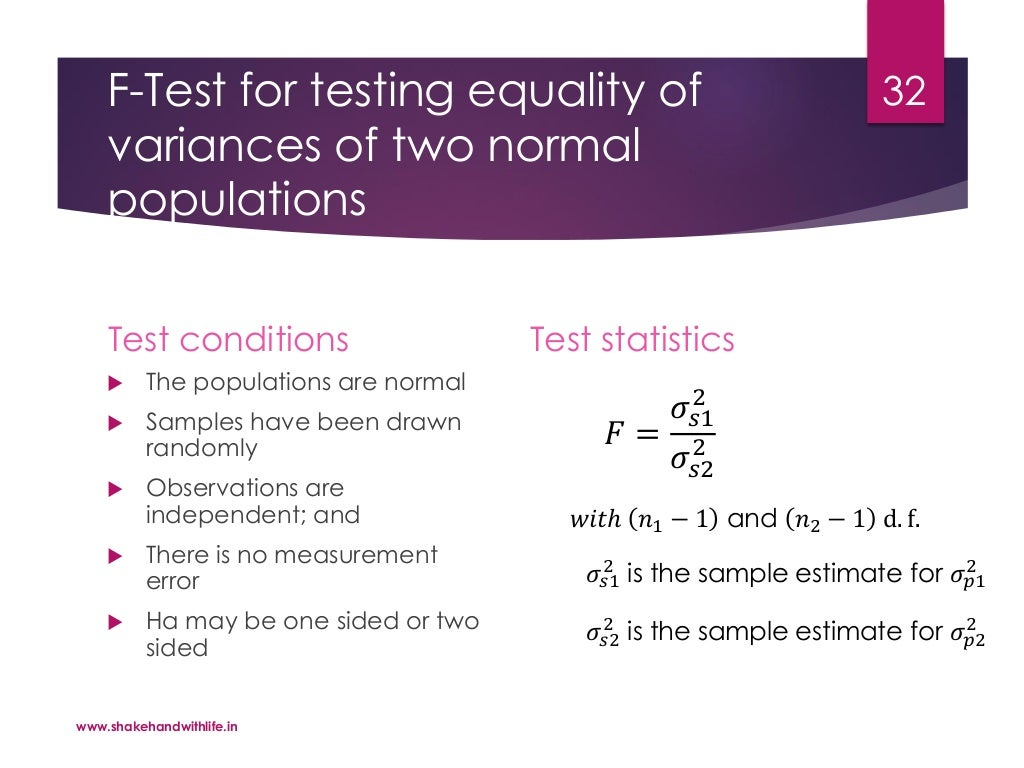 F-Test for testing equality of
variances of two normal
populations
32
Test conditions
▶ The populations are normal
▶ Samples have been drawn
randomly
▶ Observations are
independent; and
▶ There is no measurement
error
▶ Ha may be one sided or two
sided
Test statistics
𝐹 = σ²ₛ₁ / σ²ₛ₂
with (n₁ − 1) and (n₂ − 1) d.f.
σ²ₛ₁ is the sample estimate for σ²ₚ₁
σ²ₛ₂ is the sample estimate for σ²ₚ₂
www.shakehandwithlife.in